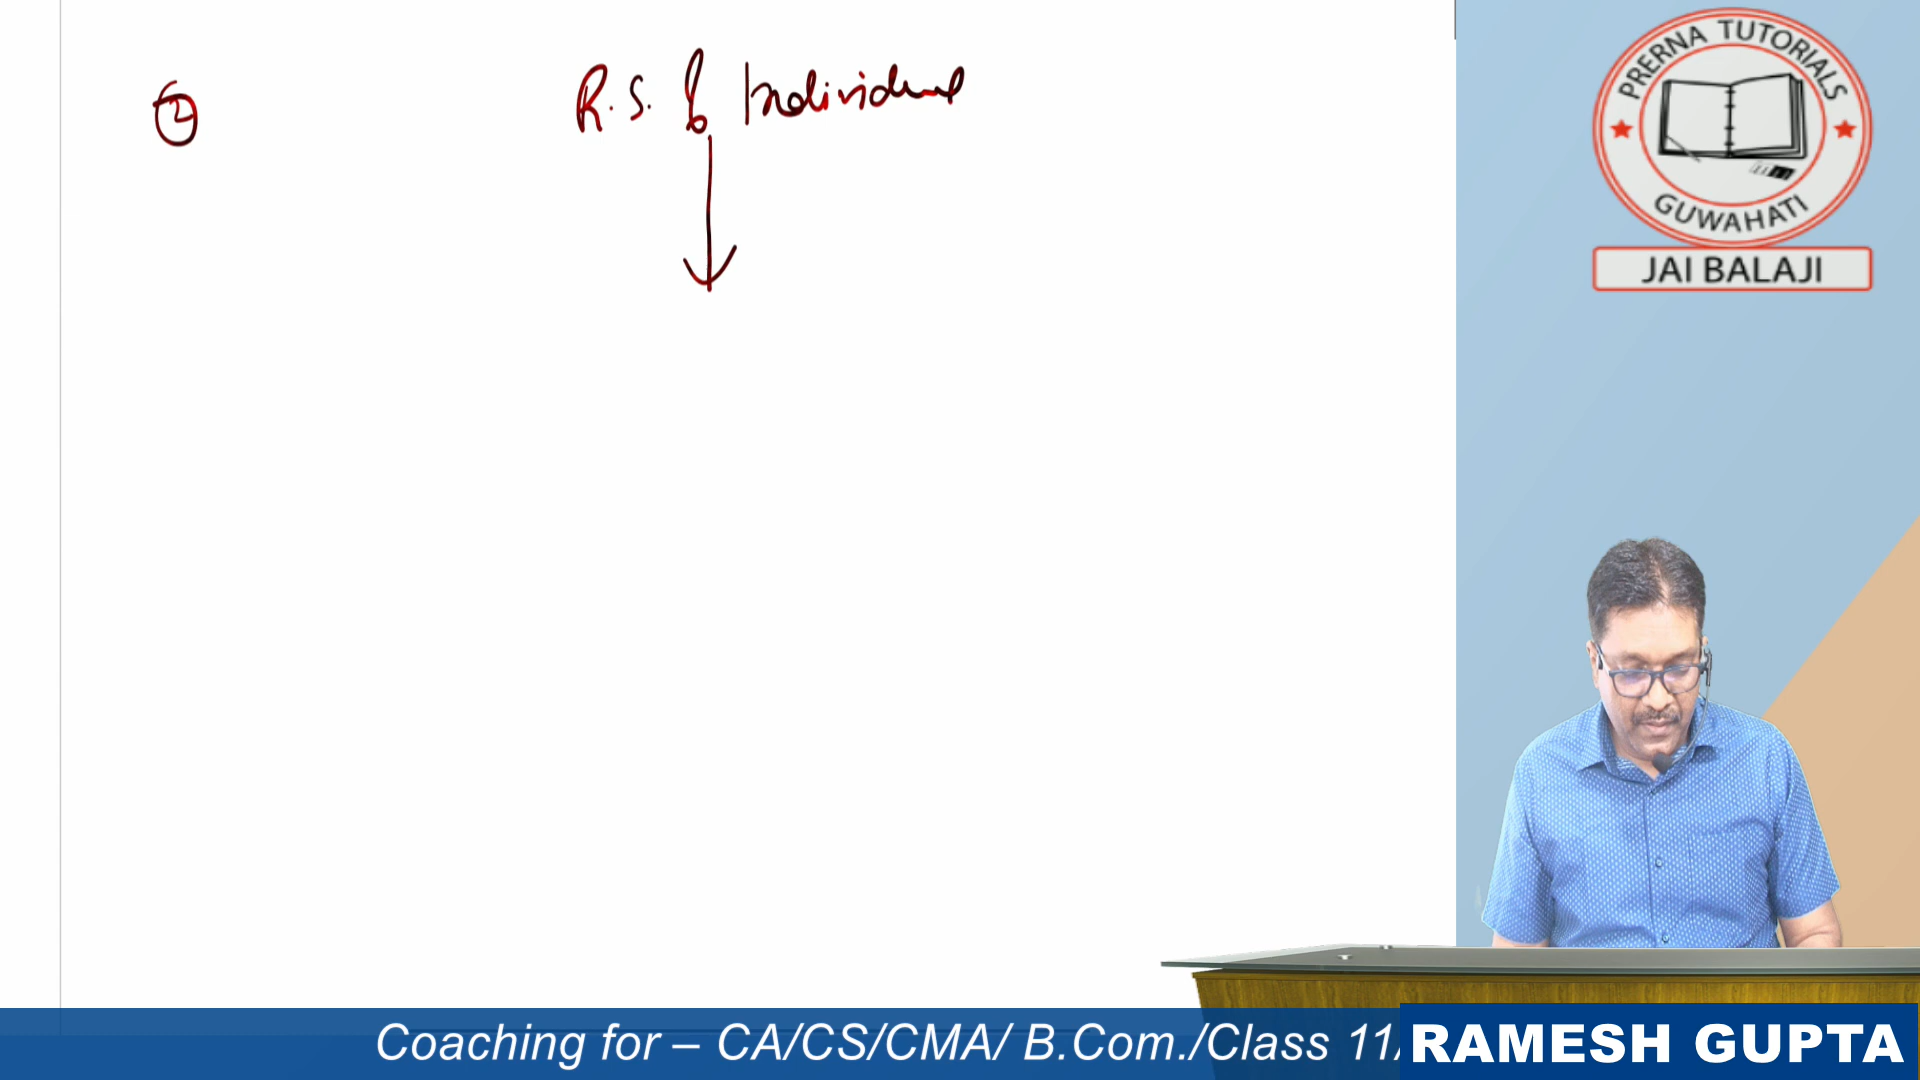 ② R.S. of Individual
PRERNA TUTORIALS
GUWAHATI
JAI BALAJI
Coaching for – CA/CS/CMA/ B.Com./Class 11/
RAMESH GUPTA